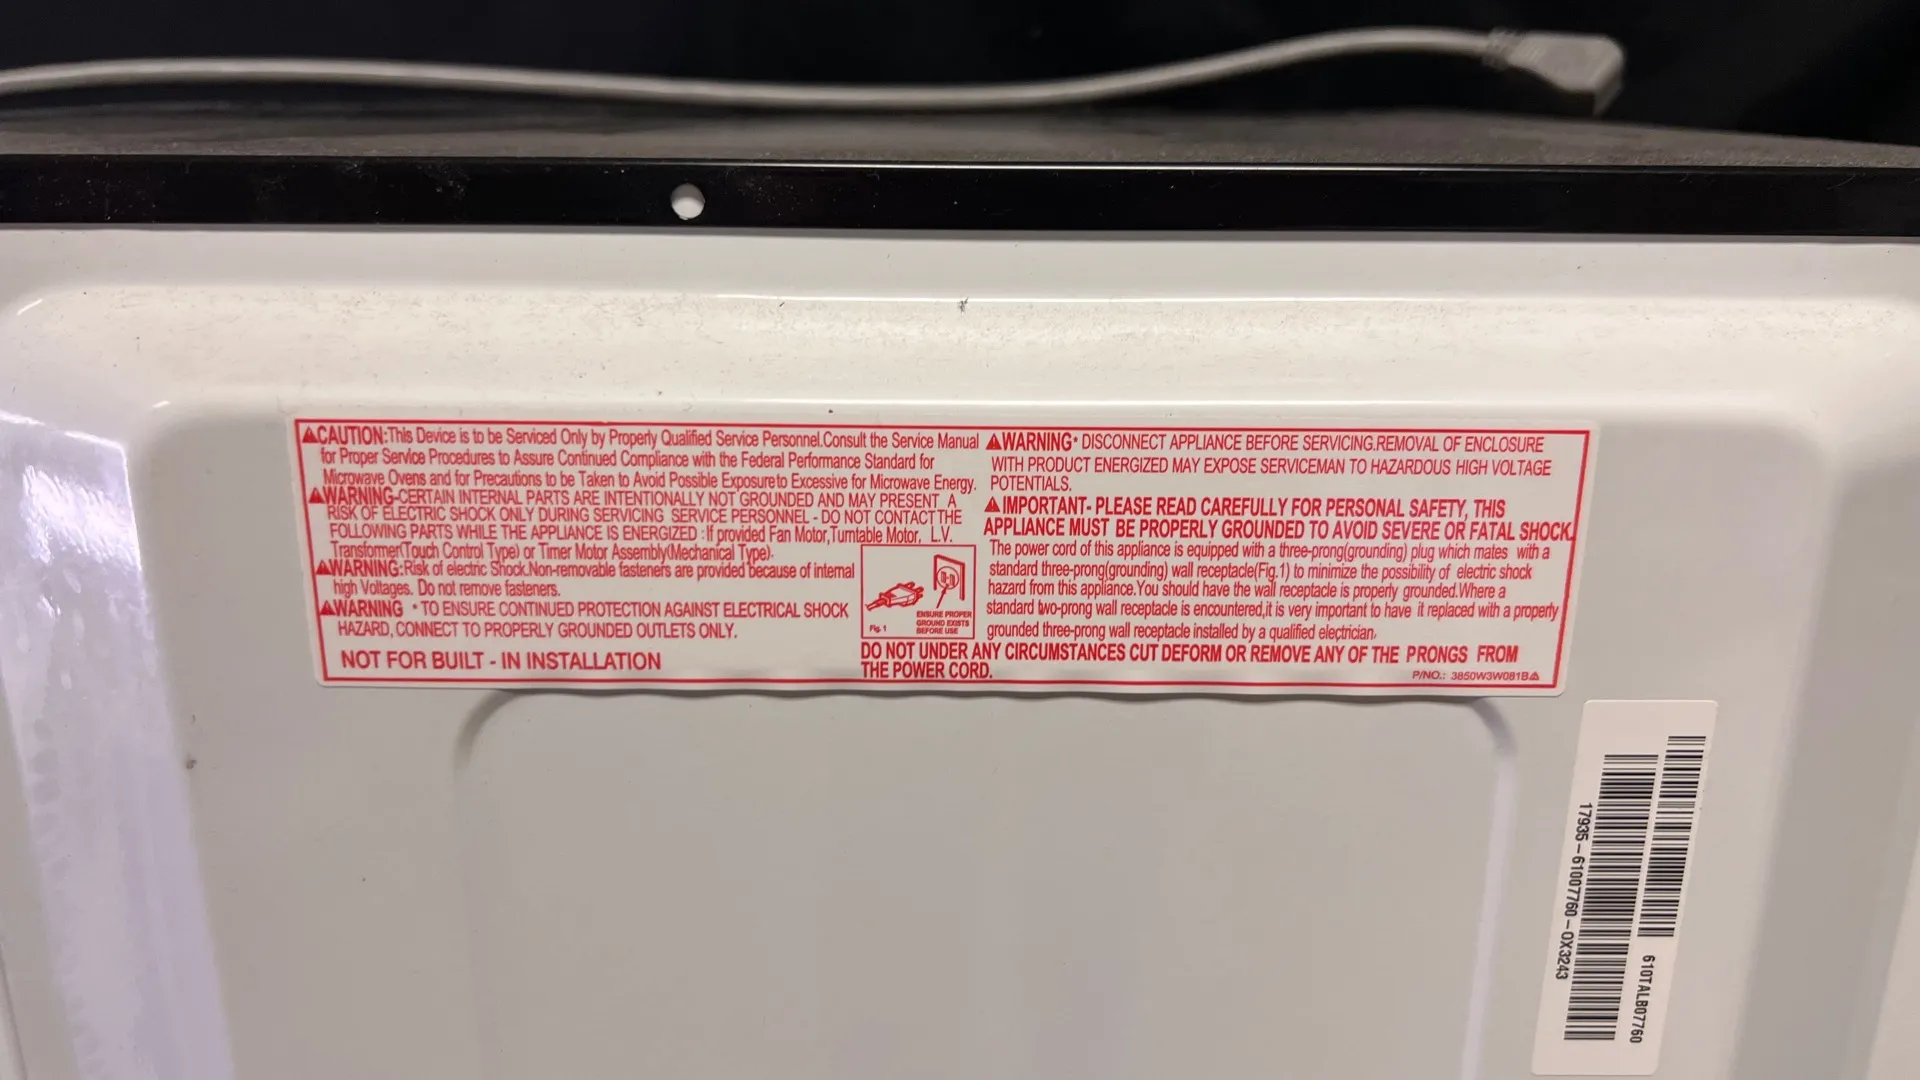 ▲CAUTION:This Device is to be Serviced Only by Properly Qualified Service Personnel.Consult the Service Manual
for Proper Service Procedures to Assure Continued Compliance with the Federal Performance Standard for
Microwave Ovens and for Precautions to be Taken to Avoid Possible Exposure to Excessive for Microwave Energy.
▲WARNING-CERTAIN INTERNAL PARTS ARE INTENTIONALLY NOT GROUNDED AND MAY PRESENT A
RISK OF ELECTRIC SHOCK ONLY DURING SERVICING SERVICE PERSONNEL - DO NOT CONTACT THE
FOLLOWING PARTS WHILE THE APPLIANCE IS ENERGIZED :If provided Fan Motor,Turntable Motor, L.V.
Transformer(Touch Control Type) or Timer Motor Assembly(Mechanical Type).
▲WARNING:Risk of electric Shock.Non-removable fasteners are provided because of internal
high Voltages. Do not remove fasteners.
▲WARNING • TO ENSURE CONTINUED PROTECTION AGAINST ELECTRICAL SHOCK
HAZARD, CONNECT TO PROPERLY GROUNDED OUTLETS ONLY.
NOT FOR BUILT - IN INSTALLATION
ENSURE PROPER
GROUND EXISTS
BEFORE USE
Fig. 1
▲WARNING• DISCONNECT APPLIANCE BEFORE SERVICING.REMOVAL OF ENCLOSURE
WITH PRODUCT ENERGIZED MAY EXPOSE SERVICEMAN TO HAZARDOUS HIGH VOLTAGE
POTENTIALS.
▲IMPORTANT- PLEASE READ CAREFULLY FOR PERSONAL SAFETY, THIS
APPLIANCE MUST BE PROPERLY GROUNDED TO AVOID SEVERE OR FATAL SHOCK.
The power cord of this appliance is equipped with a three-prong(grounding) plug which mates with a
standard three-prong(grounding) wall receptacle(Fig.1) to minimize the possibility of electric shock
hazard from this appliance.You should have the wall receptacle is properly grounded.Where a
standard two-prong wall receptacle is encountered,it is very important to have it replaced with a properly
grounded three-prong wall receptacle installed by a qualified electrician.
DO NOT UNDER ANY CIRCUMSTANCES CUT DEFORM OR REMOVE ANY OF THE PRONGS FROM
THE POWER CORD.
P/NO.: 3850W3W081B
610TALB07760
17935-61007760-0X3243